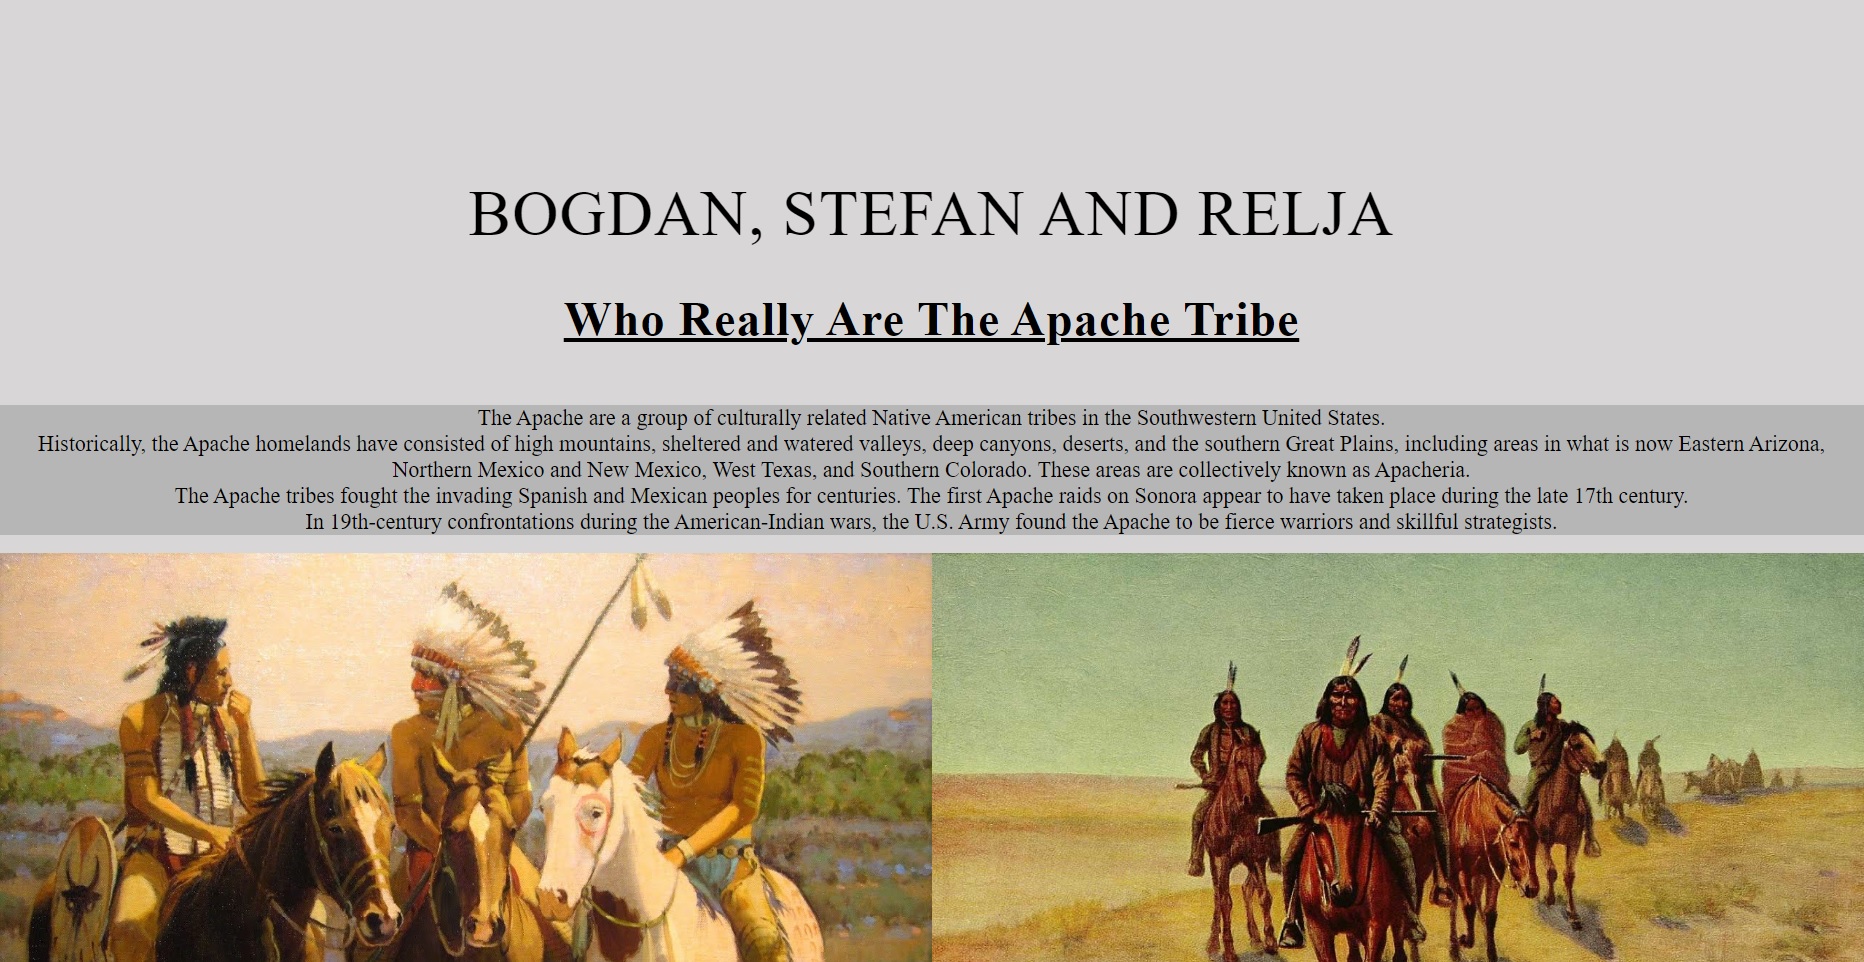 BOGDAN, STEFAN AND RELJA
Who Really Are The Apache Tribe
The Apache are a group of culturally related Native American tribes in the Southwestern United States.
Historically, the Apache homelands have consisted of high mountains, sheltered and watered valleys, deep canyons, deserts, and the southern Great Plains, including areas in what is now Eastern Arizona,
Northern Mexico and New Mexico, West Texas, and Southern Colorado. These areas are collectively known as Apacheria.
The Apache tribes fought the invading Spanish and Mexican peoples for centuries. The first Apache raids on Sonora appear to have taken place during the late 17th century.
In 19th-century confrontations during the American-Indian wars, the U.S. Army found the Apache to be fierce warriors and skillful strategists.